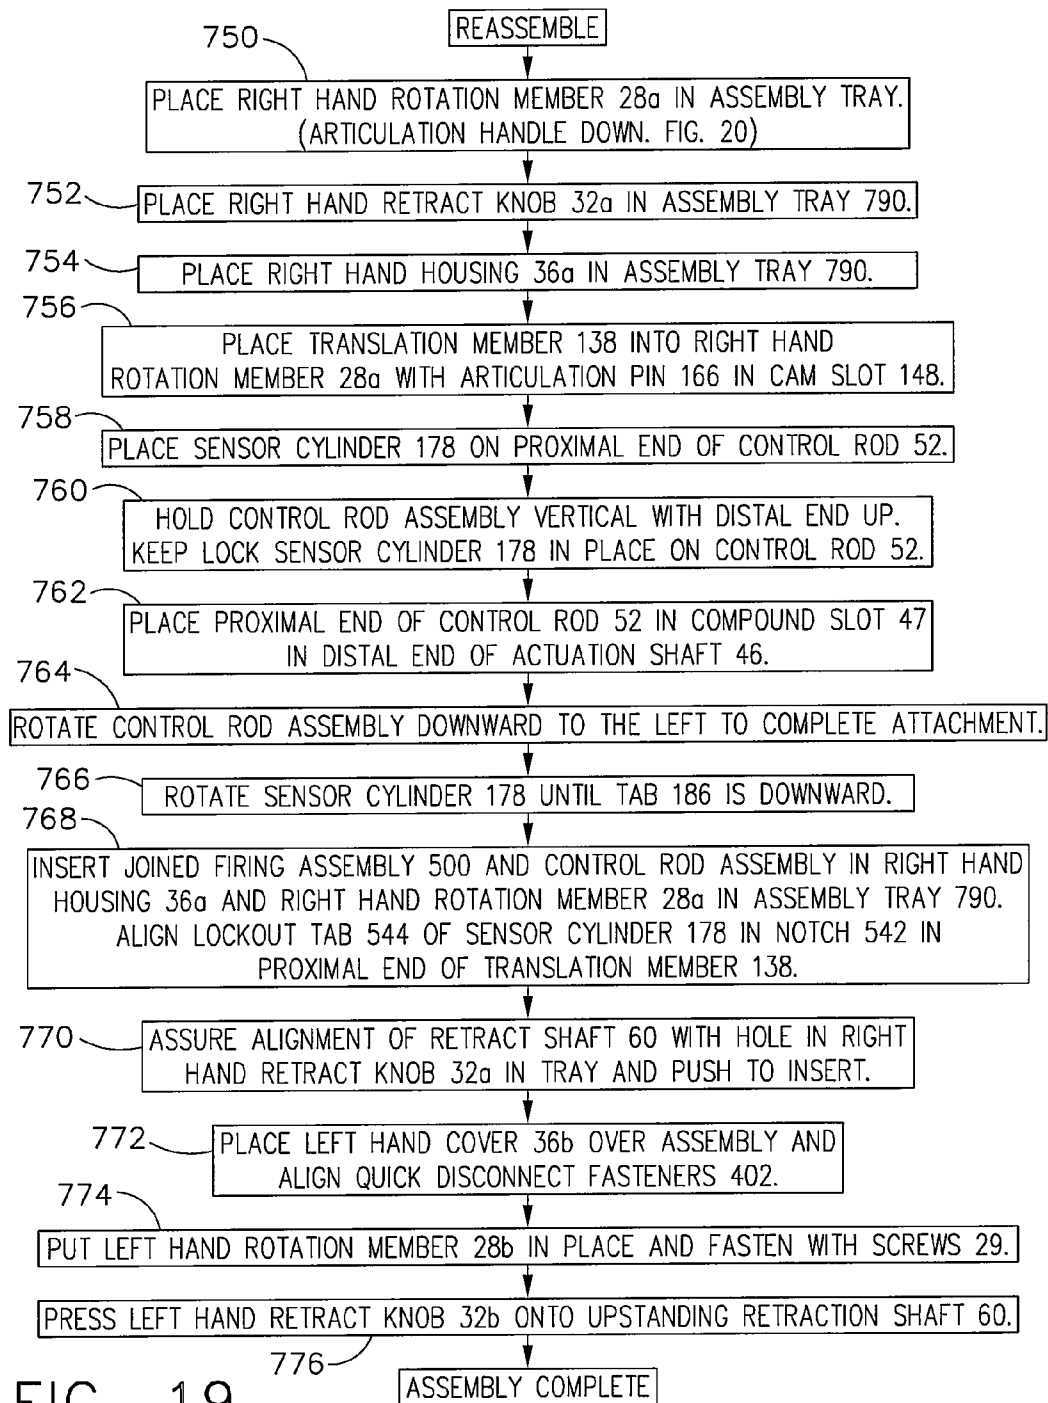 REASSEMBLE
750
PLACE RIGHT HAND ROTATION MEMBER 28a IN ASSEMBLY TRAY.
(ARTICULATION HANDLE DOWN. FIG. 20)
752
PLACE RIGHT HAND RETRACT KNOB 32a IN ASSEMBLY TRAY 790.
754
PLACE RIGHT HAND HOUSING 36a IN ASSEMBLY TRAY 790.
756
PLACE TRANSLATION MEMBER 138 INTO RIGHT HAND
ROTATION MEMBER 28a WITH ARTICULATION PIN 166 IN CAM SLOT 148.
758
PLACE SENSOR CYLINDER 178 ON PROXIMAL END OF CONTROL ROD 52.
760
HOLD CONTROL ROD ASSEMBLY VERTICAL WITH DISTAL END UP.
KEEP LOCK SENSOR CYLINDER 178 IN PLACE ON CONTROL ROD 52.
762
PLACE PROXIMAL END OF CONTROL ROD 52 IN COMPOUND SLOT 47
IN DISTAL END OF ACTUATION SHAFT 46.
764
ROTATE CONTROL ROD ASSEMBLY DOWNWARD TO THE LEFT TO COMPLETE ATTACHMENT.
766
ROTATE SENSOR CYLINDER 178 UNTIL TAB 186 IS DOWNWARD.
768
INSERT JOINED FIRING ASSEMBLY 500 AND CONTROL ROD ASSEMBLY IN RIGHT HAND
HOUSING 36a AND RIGHT HAND ROTATION MEMBER 28a IN ASSEMBLY TRAY 790.
ALIGN LOCKOUT TAB 544 OF SENSOR CYLINDER 178 IN NOTCH 542 IN
PROXIMAL END OF TRANSLATION MEMBER 138.
770
ASSURE ALIGNMENT OF RETRACT SHAFT 60 WITH HOLE IN RIGHT
HAND RETRACT KNOB 32a IN TRAY AND PUSH TO INSERT.
772
PLACE LEFT HAND COVER 36b OVER ASSEMBLY AND
ALIGN QUICK DISCONNECT FASTENERS 402.
774
PUT LEFT HAND ROTATION MEMBER 28b IN PLACE AND FASTEN WITH SCREWS 29.
PRESS LEFT HAND RETRACT KNOB 32b ONTO UPSTANDING RETRACTION SHAFT 60.
776
ASSEMBLY COMPLETE
FIG. 19